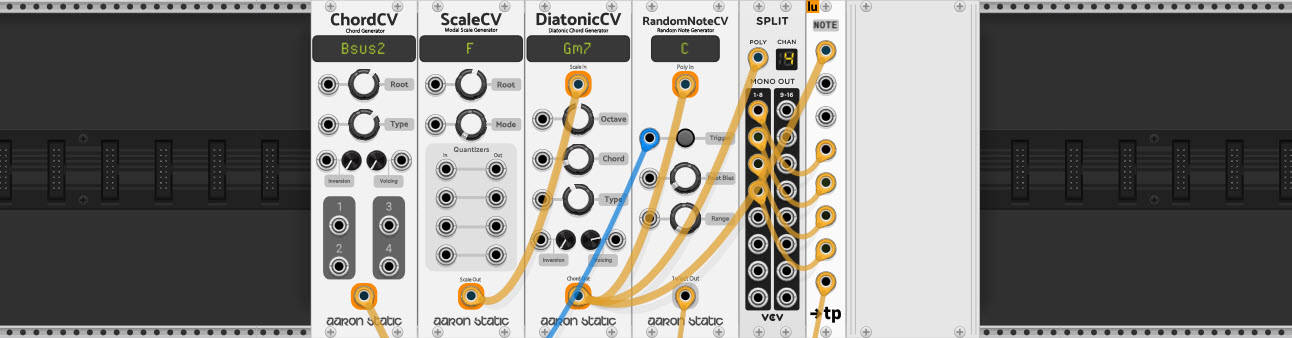 ChordCV
Chord Generator
Bsus2
Root
Type
Inversion
Voicing
1
3
2
4
aaron static
ScaleCV
Modal Scale Generator
F
Root
Mode
Quantizers
In
Out
Scale Out
aaron static
DiatonicCV
Diatonic Chord Generator
Gm7
Scale In
Octave
Chord
Type
Inversion
Voicing
Chord Out
aaron static
RandomNoteCV
Random Note Generator
C
Poly In
Trigger
Root Bias
Range
Select Out
aaron static
SPLIT
POLY
CHAN
4
MONO OUT
1-8
9-16
VCV
lu
NOTE
→tp